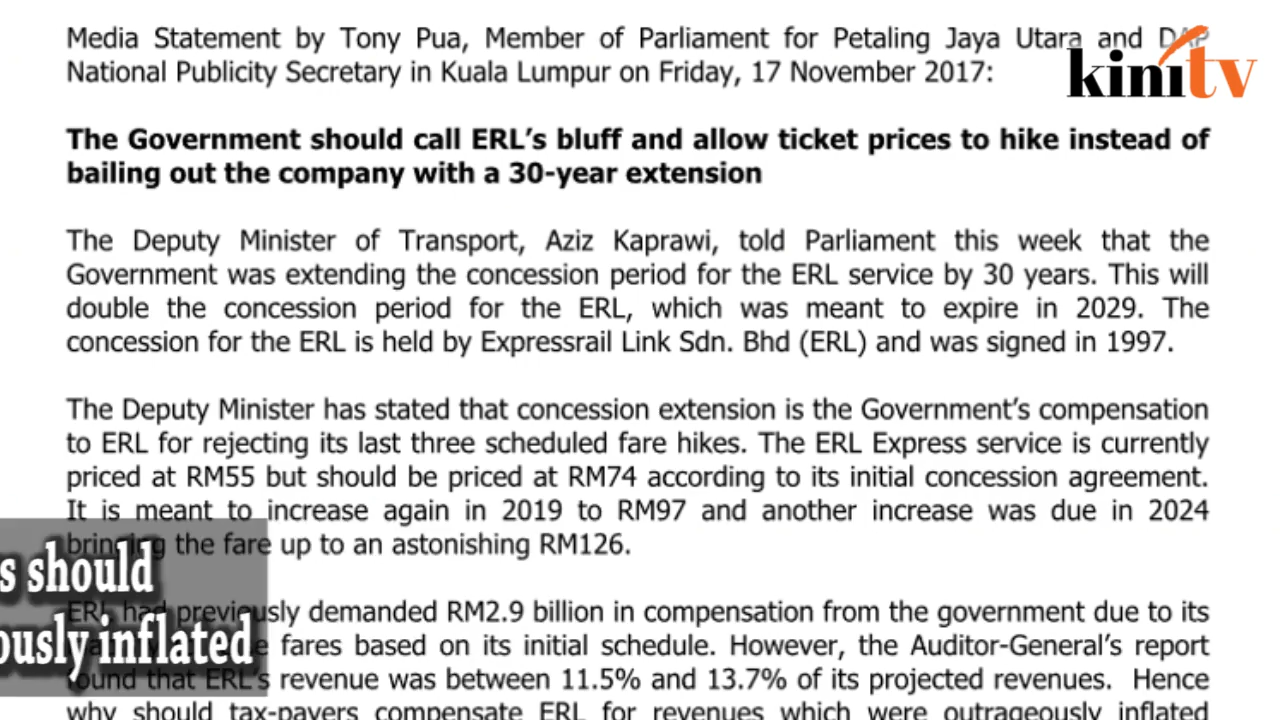 Media Statement by Tony Pua, Member of Parliament for Petaling Jaya Utara and DAP
National Publicity Secretary in Kuala Lumpur on Friday, 17 November 2017:
kinitv
The Government should call ERL's bluff and allow ticket prices to hike instead of
bailing out the company with a 30-year extension
The Deputy Minister of Transport, Aziz Kaprawi, told Parliament this week that the
Government was extending the concession period for the ERL service by 30 years. This will
double the concession period for the ERL, which was meant to expire in 2029. The
concession for the ERL is held by Expressrail Link Sdn. Bhd (ERL) and was signed in 1997.
The Deputy Minister has stated that concession extension is the Government's compensation
to ERL for rejecting its last three scheduled fare hikes. The ERL Express service is currently
priced at RM55 but should be priced at RM74 according to its initial concession agreement.
It is meant to increase again in 2019 to RM97 and another increase was due in 2024
bringing the fare up to an astonishing RM126.
s should
ously inflated
ERL had previously demanded RM2.9 billion in compensation from the government due to its
fares based on its initial schedule. However, the Auditor-General's report
found that ERL's revenue was between 11.5% and 13.7% of its projected revenues. Hence
why should tax-payers compensate ERL for revenues which were outrageously inflated